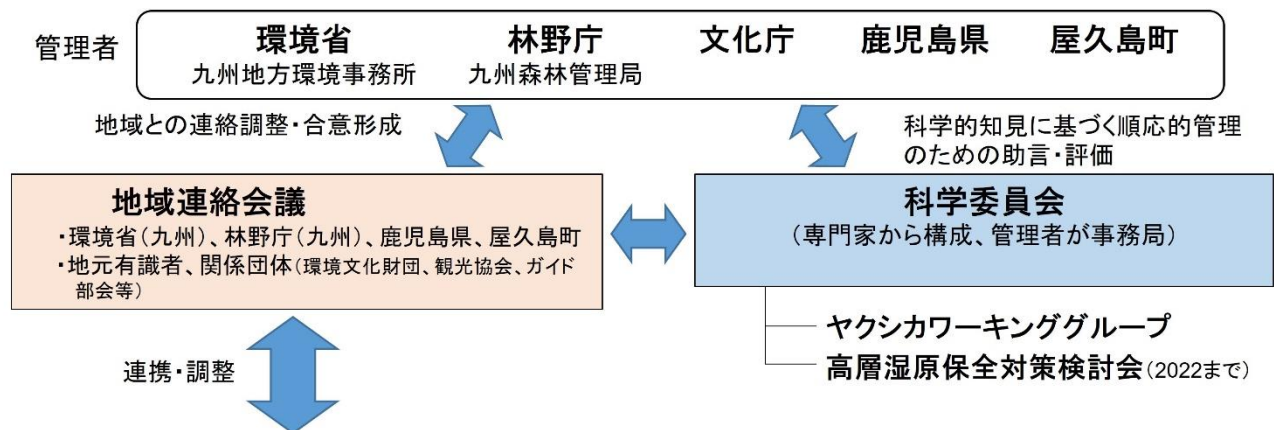 管理者
環境省 林野庁 文化庁 鹿児島県 屋久島町
九州地方環境事務所 九州森林管理局
地域との連絡調整・合意形成
科学的知見に基づく順応的管理
のための助言・評価
地域連絡会議
・環境省(九州)、林野庁(九州)、鹿児島県、屋久島町
・地元有識者、関係団体(環境文化財団、観光協会、ガイド
部会等)
科学委員会
(専門家から構成、管理者が事務局)
ヤクシカワーキンググループ
高層湿原保全対策検討会(2022まで)
連携・調整